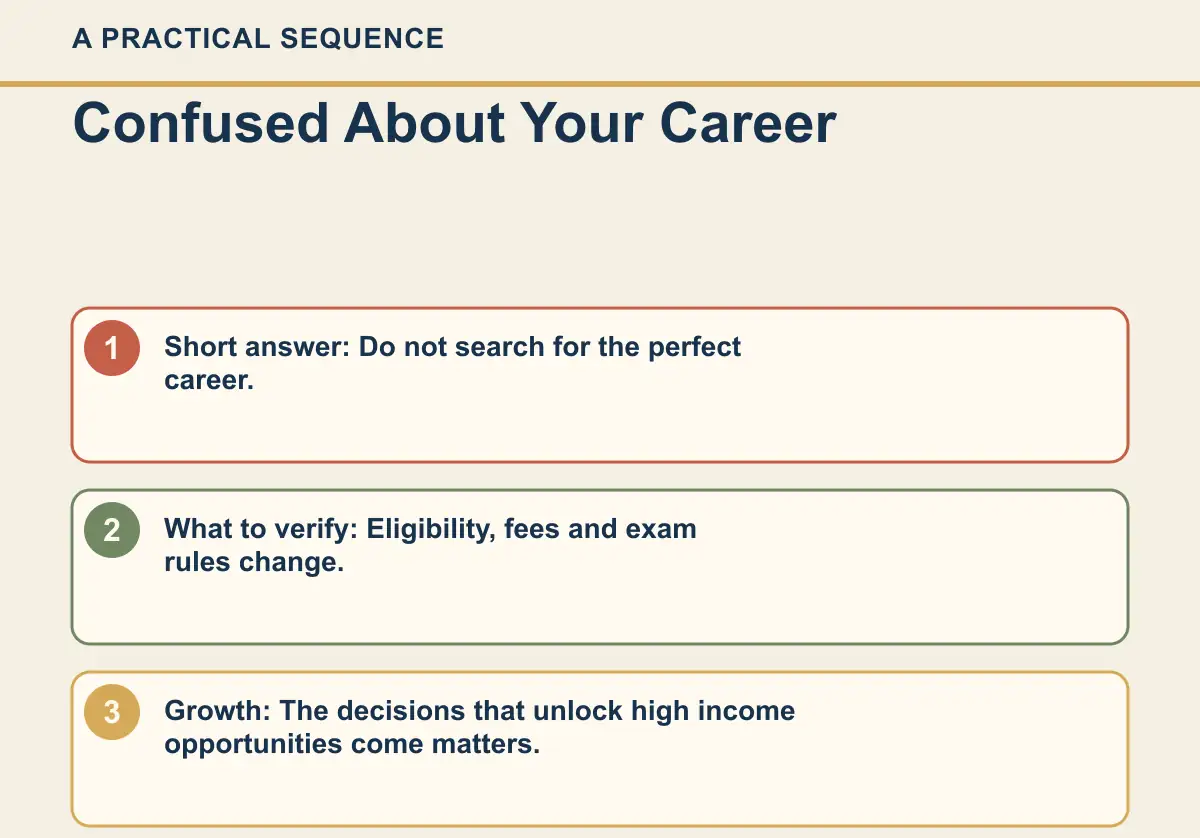 A PRACTICAL SEQUENCE
Confused About Your Career
1
Short answer: Do not search for the perfect
career.
2
What to verify: Eligibility, fees and exam
rules change.
3
Growth: The decisions that unlock high income
opportunities come matters.